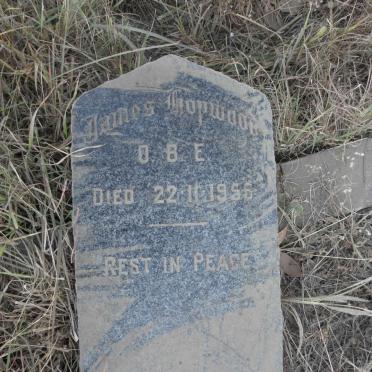 James Hopwood
O.B.E.
DIED 22.11.1956
REST IN PEACE